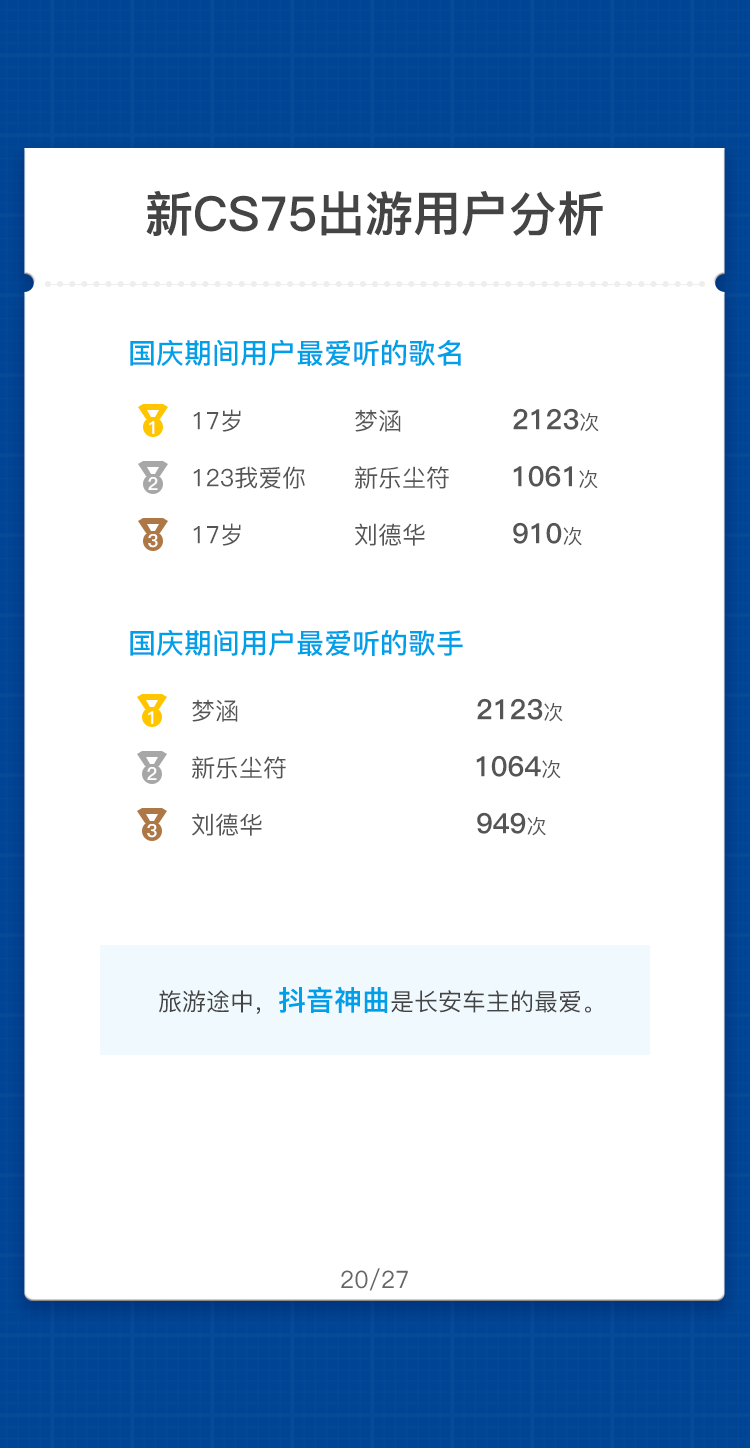 新CS75出游用户分析
国庆期间用户最爱听的歌名
1 17岁 梦涵 2123次
2 123我爱你 新乐尘符 1061次
3 17岁 刘德华 910次
国庆期间用户最爱听的歌手
1 梦涵 2123次
2 新乐尘符 1064次
3 刘德华 949次
旅游途中，抖音神曲是长安车主的最爱。
20/27